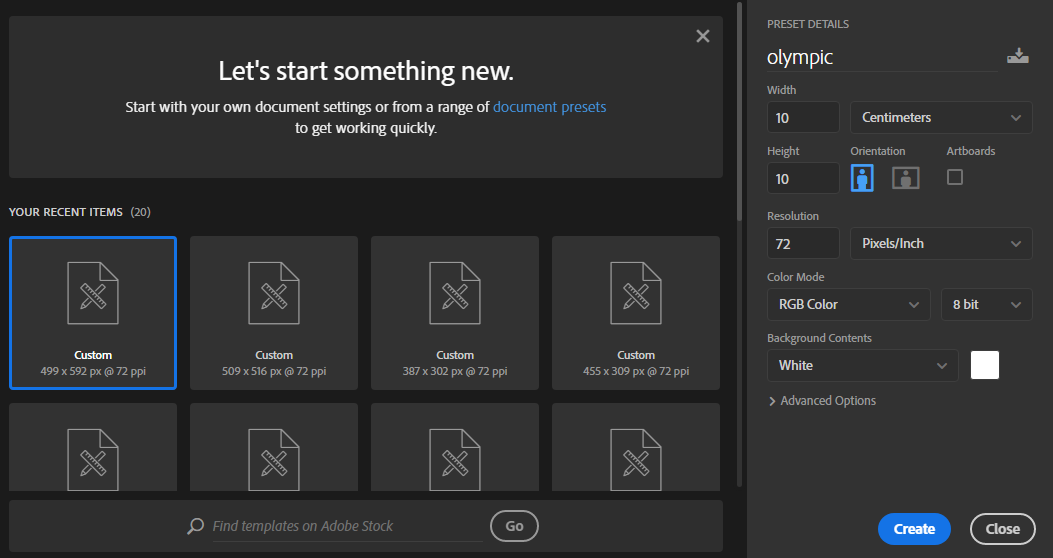 Let's start something new.
Start with your own document settings or from a range of document presets
to get working quickly.
YOUR RECENT ITEMS (20)
Custom
499 x 592 px @ 72 ppi
Custom
509 x 516 px @ 72 ppi
Custom
387 x 302 px @ 72 ppi
Custom
455 x 309 px @ 72 ppi
Find templates on Adobe Stock
Go
PRESET DETAILS
olympic
Width
10
Centimeters
Height
Orientation
Artboards
10
Resolution
72
Pixels/Inch
Color Mode
RGB Color
8 bit
Background Contents
White
Advanced Options
Create
Close